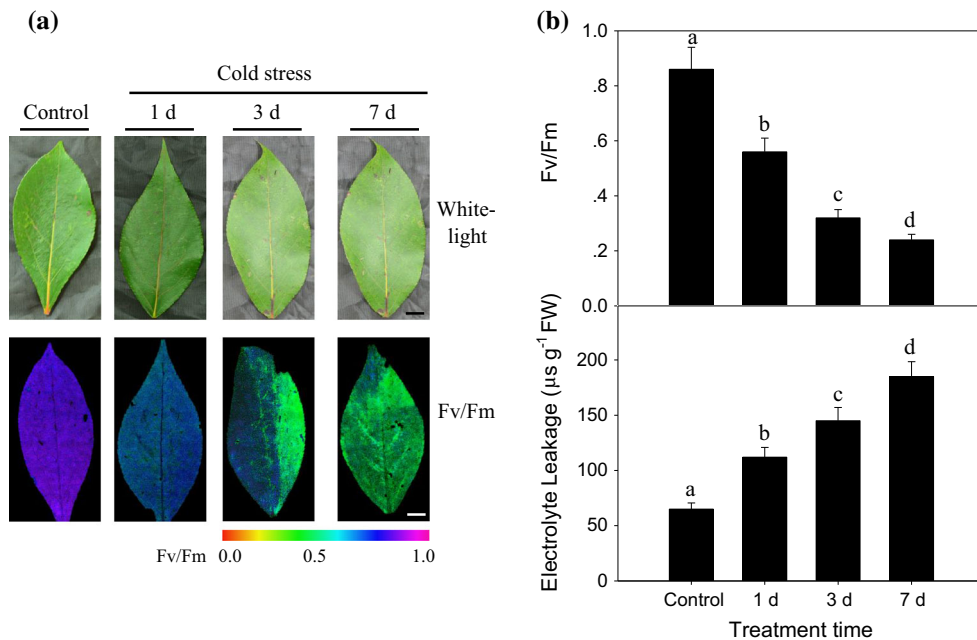 (a)
Cold stress
Control 1 d 3 d 7 d
White-
light
Fv/Fm
Fv/Fm 0.0 0.5 1.0
(b)
Fv/Fm
1.0
.8
.6
.4
.2
0.0
a
b
c
d
Electrolyte Leakage (μs g⁻¹ FW)
200
150
100
50
0
a
b
c
d
Control 1 d 3 d 7 d
Treatment time